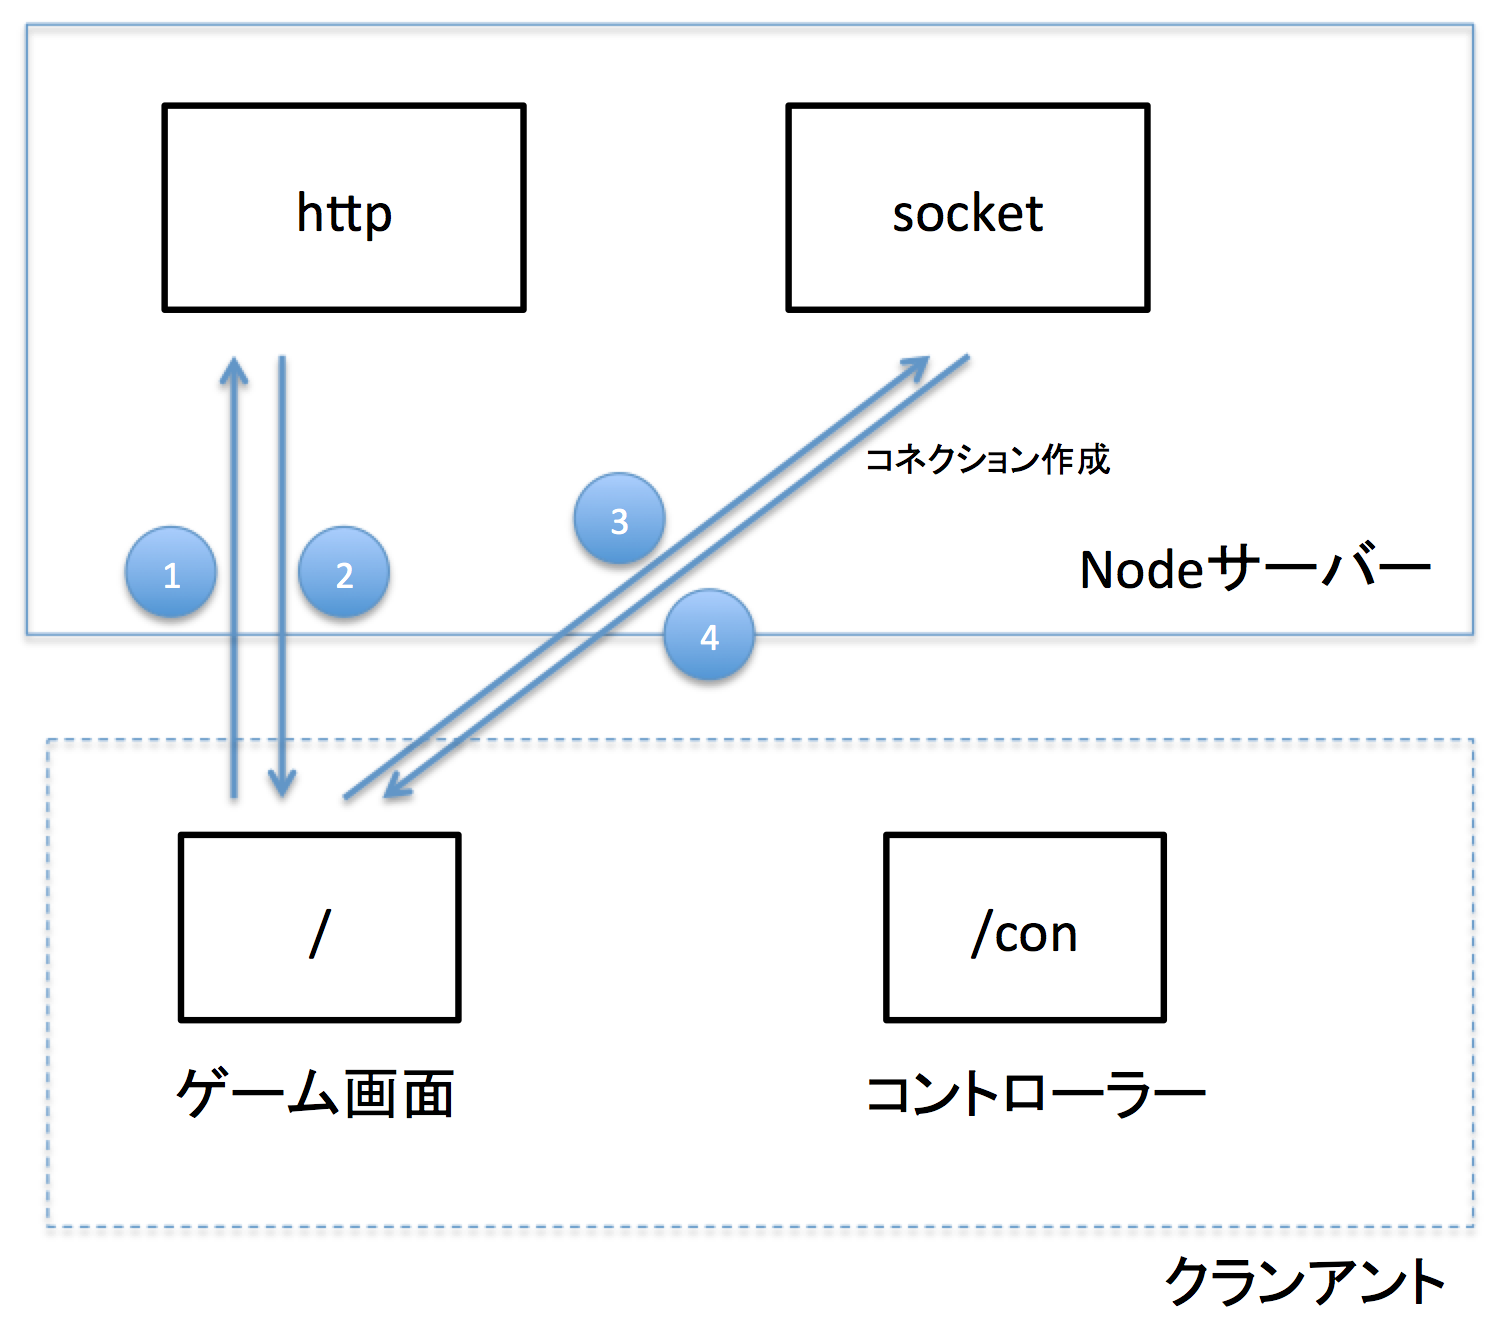 http
socket
コネクション作成
3
1
2
Nodeサーバー
4
/
/con
ゲーム画面
コントローラー
クランアント